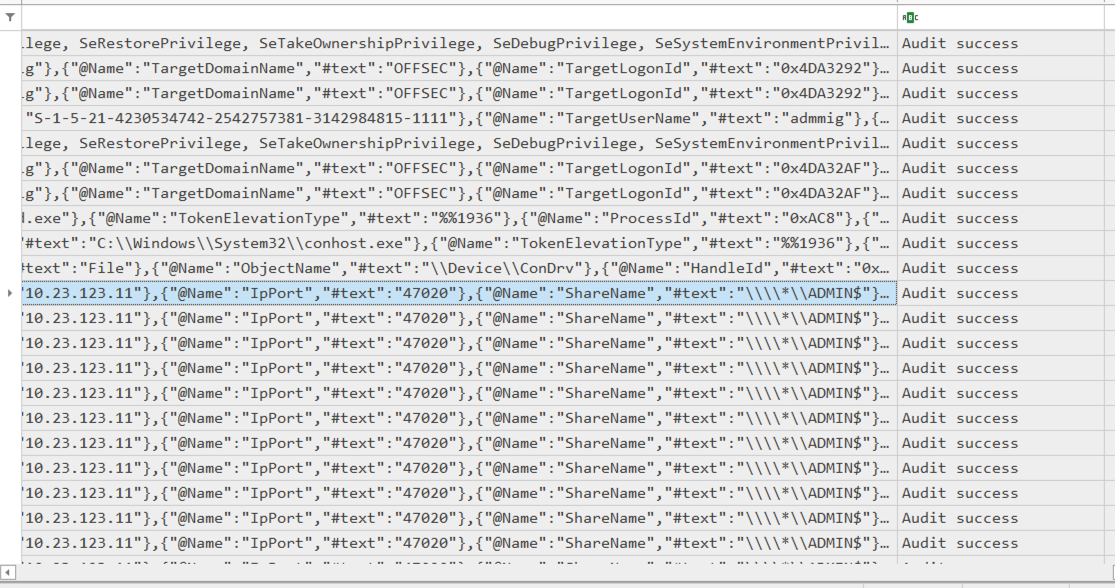 ABC
.lege, SeRestorePrivilege, SeTakeOwnershipPrivilege, SeDebugPrivilege, SeSystemEnvironmentPrivil… Audit success
.g"},{"@Name":"TargetDomainName","#text":"OFFSEC"},{"@Name":"TargetLogonId","#text":"0x4DA3292"}… Audit success
.g"},{"@Name":"TargetDomainName","#text":"OFFSEC"},{"@Name":"TargetLogonId","#text":"0x4DA3292"}… Audit success
"S-1-5-21-4230534742-2542757381-3142984815-1111"},{"@Name":"TargetUserName","#text":"admmig"},{… Audit success
.lege, SeRestorePrivilege, SeTakeOwnershipPrivilege, SeDebugPrivilege, SeSystemEnvironmentPrivil… Audit success
.g"},{"@Name":"TargetDomainName","#text":"OFFSEC"},{"@Name":"TargetLogonId","#text":"0x4DA32AF"}… Audit success
.g"},{"@Name":"TargetDomainName","#text":"OFFSEC"},{"@Name":"TargetLogonId","#text":"0x4DA32AF"}… Audit success
d.exe"},{"@Name":"TokenElevationType","#text":"%%1936"},{"@Name":"ProcessId","#text":"0xAC8"},{"… Audit success
"#text":"C:\\Windows\\System32\\conhost.exe"},{"@Name":"TokenElevationType","#text":"%%1936"},{"… Audit success
#text":"File"},{"@Name":"ObjectName","#text":"\\Device\\ConDrv"},{"@Name":"HandleId","#text":"0x… Audit success
"10.23.123.11"},{"@Name":"IpPort","#text":"47020"},{"@Name":"ShareName","#text":"\\\\*\\ADMIN$"}… Audit success
"10.23.123.11"},{"@Name":"IpPort","#text":"47020"},{"@Name":"ShareName","#text":"\\\\*\\ADMIN$"}… Audit success
"10.23.123.11"},{"@Name":"IpPort","#text":"47020"},{"@Name":"ShareName","#text":"\\\\*\\ADMIN$"}… Audit success
"10.23.123.11"},{"@Name":"IpPort","#text":"47020"},{"@Name":"ShareName","#text":"\\\\*\\ADMIN$"}… Audit success
"10.23.123.11"},{"@Name":"IpPort","#text":"47020"},{"@Name":"ShareName","#text":"\\\\*\\ADMIN$"}… Audit success
"10.23.123.11"},{"@Name":"IpPort","#text":"47020"},{"@Name":"ShareName","#text":"\\\\*\\ADMIN$"}… Audit success
"10.23.123.11"},{"@Name":"IpPort","#text":"47020"},{"@Name":"ShareName","#text":"\\\\*\\ADMIN$"}… Audit success
"10.23.123.11"},{"@Name":"IpPort","#text":"47020"},{"@Name":"ShareName","#text":"\\\\*\\ADMIN$"}… Audit success
"10.23.123.11"},{"@Name":"IpPort","#text":"47020"},{"@Name":"ShareName","#text":"\\\\*\\ADMIN$"}… Audit success
"10.23.123.11"},{"@Name":"IpPort","#text":"47020"},{"@Name":"ShareName","#text":"\\\\*\\ADMIN$"}… Audit success
"10.23.123.11"},{"@Name":"IpPort","#text":"47020"},{"@Name":"ShareName","#text":"\\\\*\\ADMIN$"}… Audit success